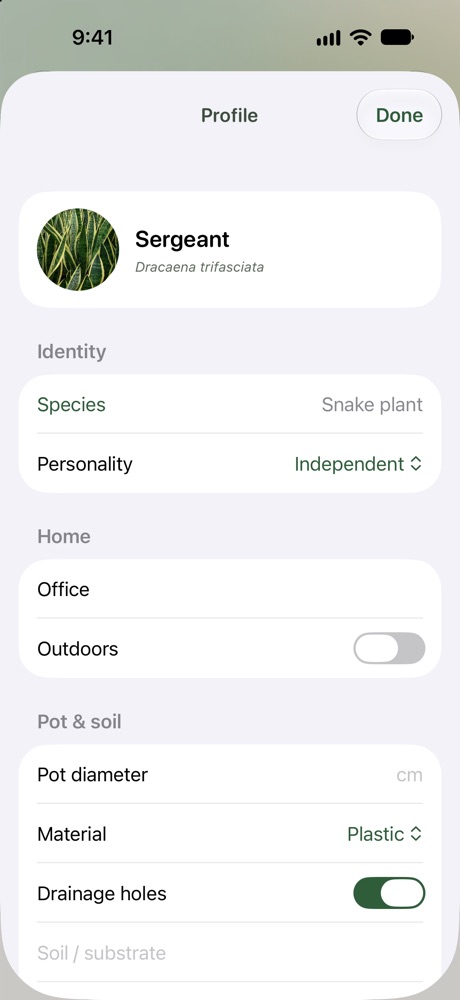 9:41
Profile
Done
Sergeant
Dracaena trifasciata
Identity
Species Snake plant
Personality Independent
Home
Office
Outdoors
Pot & soil
Pot diameter cm
Material Plastic
Drainage holes
Soil / substrate